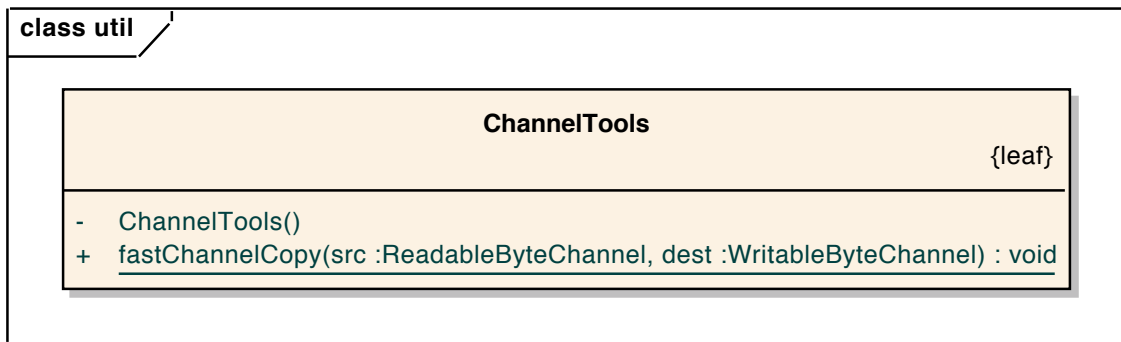 class util
ChannelTools
{leaf}
- ChannelTools()
+ fastChannelCopy(src :ReadableByteChannel, dest :WritableByteChannel) : void